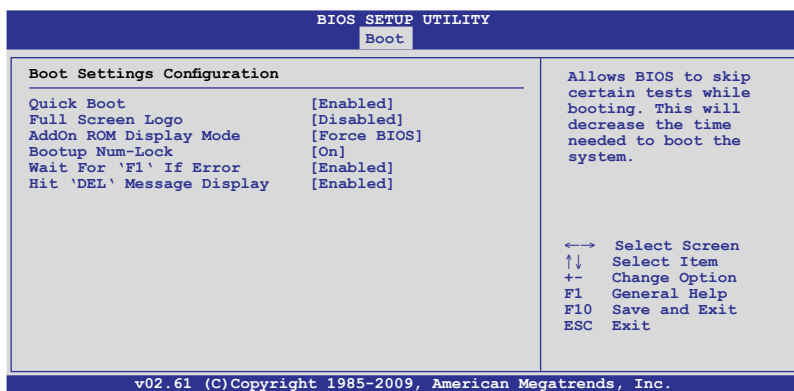 BIOS SETUP UTILITY
Boot
Boot Settings Configuration
Quick Boot [Enabled]
Full Screen Logo [Disabled]
AddOn ROM Display Mode [Force BIOS]
Bootup Num-Lock [On]
Wait For ‘F1‘ If Error [Enabled]
Hit ‘DEL‘ Message Display [Enabled]
Allows BIOS to skip
certain tests while
booting. This will
decrease the time
needed to boot the
system.
←→ Select Screen
↑↓ Select Item
+- Change Option
F1 General Help
F10 Save and Exit
ESC Exit
v02.61 (C)Copyright 1985-2009, American Megatrends, Inc.